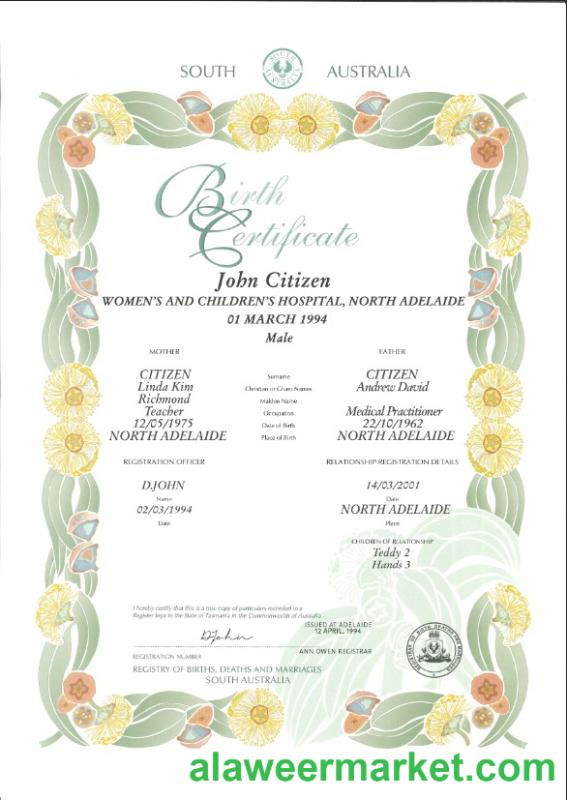 SOUTH AUSTRALIA
Birth
Certificate
John Citizen
WOMEN'S AND CHILDREN'S HOSPITAL, NORTH ADELAIDE
01 MARCH 1994
Male
MOTHER FATHER
CITIZEN Surname CITIZEN
Linda Kim Christian or Given Names Andrew David
Richmond Maiden Name
Teacher Occupation Medical Practitioner
12/05/1975 Date of Birth 22/10/1962
NORTH ADELAIDE Place of Birth NORTH ADELAIDE
REGISTRATION OFFICER RELATIONSHIP REGISTRATION DETAILS
D.JOHN 14/03/2001
Name Date
02/03/1994 NORTH ADELAIDE
Date Place
CHILDREN OF RELATIONSHIP
Teddy 2
Hands 3
I hereby certify that this is a true copy of particulars recorded in a
Register kept in the State of Tasmania in the Commonwealth of Australia
ISSUED AT ADELAIDE
12 APRIL, 1994
DJohn
ANN OWEN REGISTRAR
REGISTRATION NUMBER
REGISTRY OF BIRTHS, DEATHS AND MARRIAGES
SOUTH AUSTRALIA
alaweermarket.com